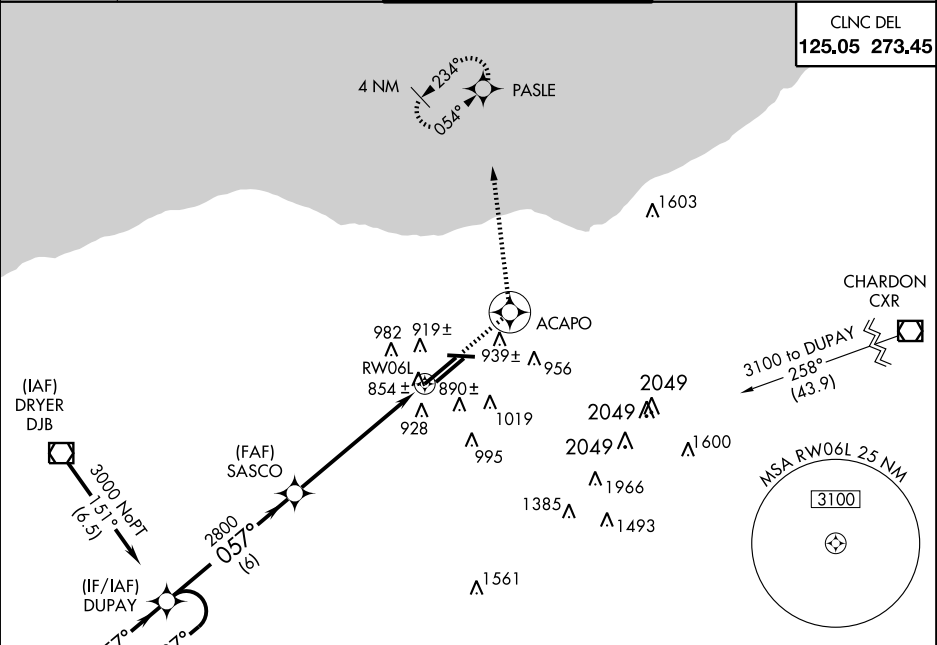 CLNC DEL
125.05 273.45
4 NM
234°
054°
PASLE
1603
CHARDON
CXR
3100 to DUPAY
258°
(43.9)
ACAPO
982
919±
939±
956
RW06L
854±
890±
1019
928
995
2049
2049
2049
1600
1966
1385
1493
1561
(IAF)
DRYER
DJB
3000 NoPT
151°
(6.5)
(FAF)
SASCO
2800
057°
(6)
(IF/IAF)
DUPAY
MSA RW06L 25 NM
3100